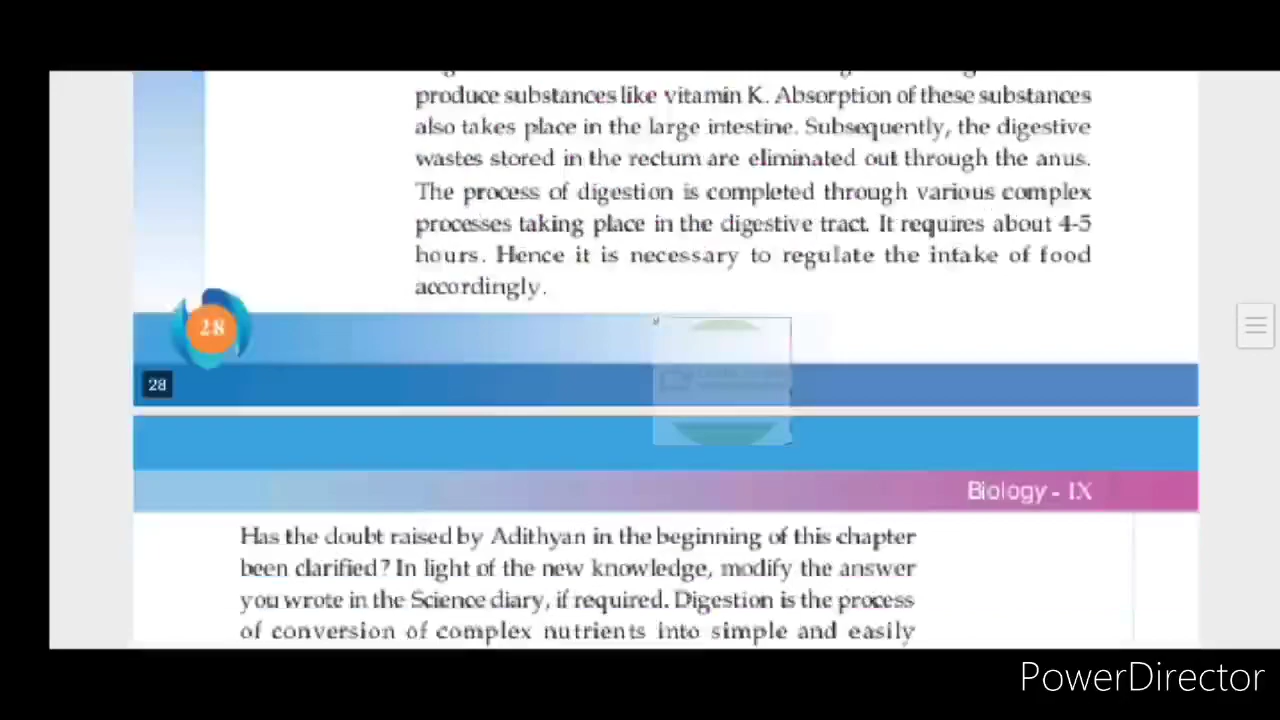 produce substances like vitamin K. Absorption of these substances
also takes place in the large intestine. Subsequently, the digestive
wastes stored in the rectum are eliminated out through the anus.
The process of digestion is completed through various complex
processes taking place in the digestive tract. It requires about 4-5
hours. Hence it is necessary to regulate the intake of food
accordingly.
28
28
Biology - IX
Has the doubt raised by Adithyan in the beginning of this chapter
been clarified? In light of the new knowledge, modify the answer
you wrote in the Science diary, if required. Digestion is the process
of conversion of complex nutrients into simple and easily
PowerDirector